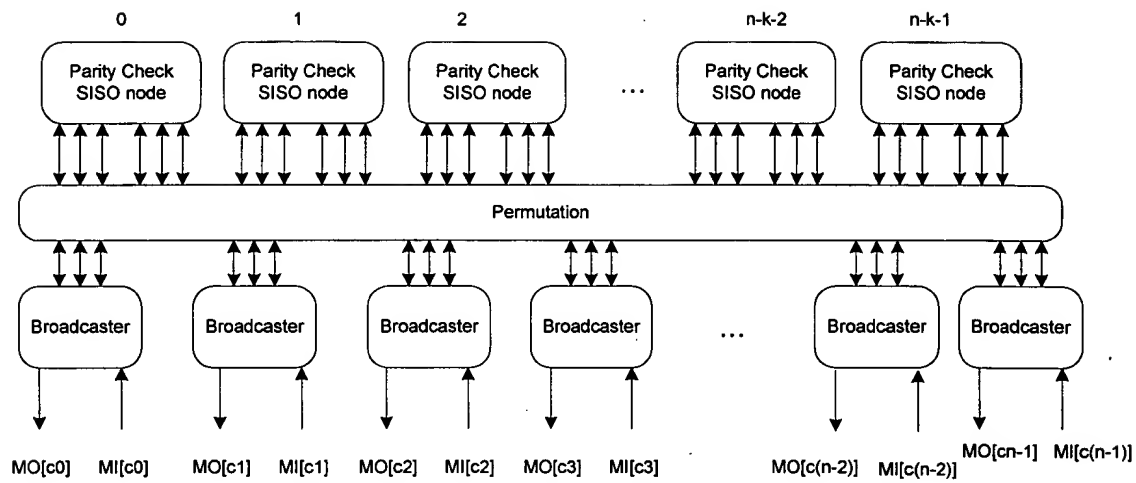 0 1 2 n-k-2 n-k-1
Parity Check Parity Check Parity Check Parity Check Parity Check
SISO node SISO node SISO node ... SISO node SISO node
Permutation
Broadcaster Broadcaster Broadcaster Broadcaster ... Broadcaster Broadcaster
MO[c0] MI[c0] MO[c1] MI[c1] MO[c2] MI[c2] MO[c3] MI[c3] MO[c(n-2)] MI[c(n-2)] MO[cn-1] MI[c(n-1)]